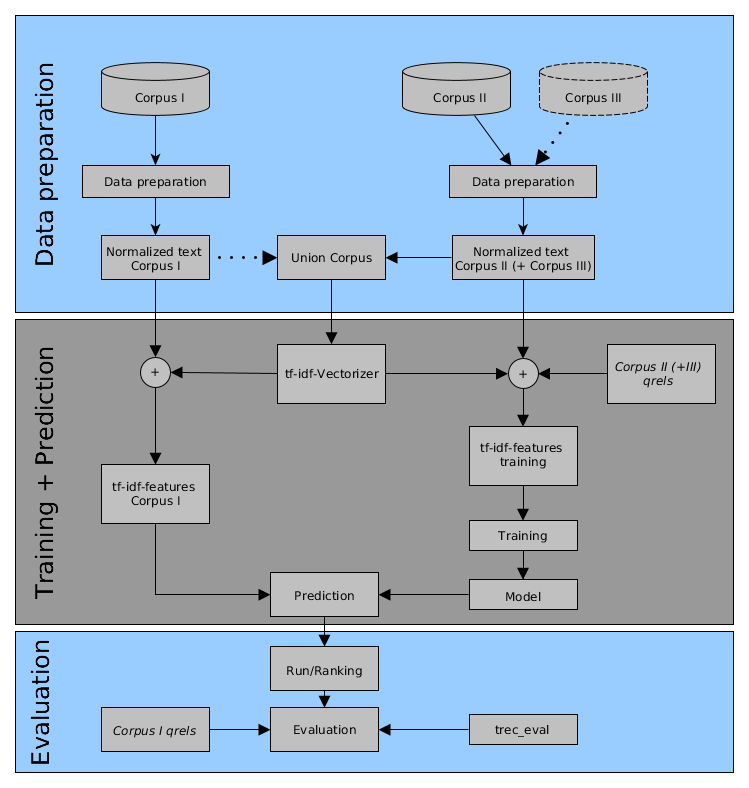 Data preparation
Corpus I
Corpus II
Corpus III
Data preparation
Data preparation
Normalized text
Corpus I
Union Corpus
Normalized text
Corpus II (+ Corpus III)
Training + Prediction
+
tf-idf-Vectorizer
+
Corpus II (+III)
qrels
tf-idf-features
training
tf-idf-features
Corpus I
Training
Prediction
Model
Evaluation
Run/Ranking
Corpus I qrels
Evaluation
trec_eval